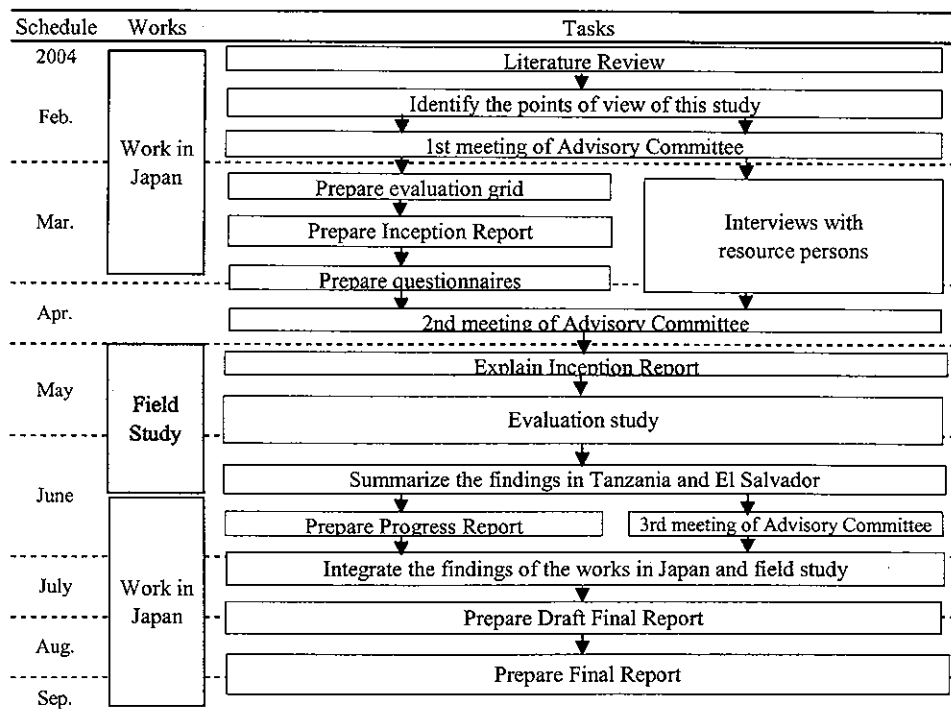 Schedule Works Tasks
2004
Literature Review
Identify the points of view of this study
Feb.
1st meeting of Advisory Committee
Work in
Japan
Prepare evaluation grid
Mar.
Prepare Inception Report
Interviews with
resource persons
Prepare questionnaires
Apr.
2nd meeting of Advisory Committee
Explain Inception Report
May
Field
Study
Evaluation study
Summarize the findings in Tanzania and El Salvador
June
Prepare Progress Report
3rd meeting of Advisory Committee
Integrate the findings of the works in Japan and field study
July
Work in
Japan
Prepare Draft Final Report
Aug.
Prepare Final Report
Sep.